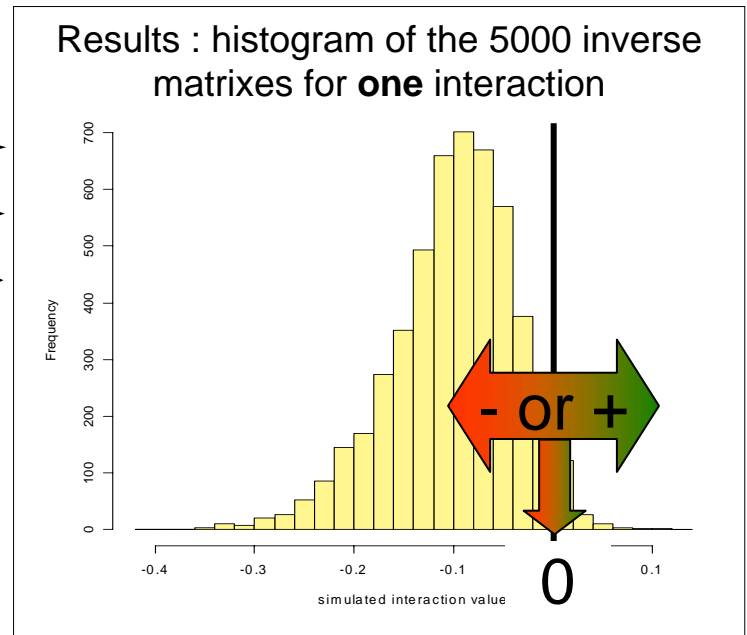 Results : histogram of the 5000 inverse
matrixes for one interaction
700
600
500
400
300
200
100
0
Frequency
- or +
-0.4 -0.3 -0.2 -0.1 0 0.1
simulated interaction value